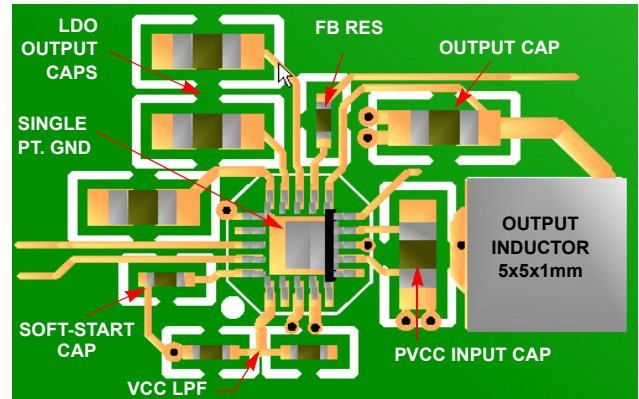 LDO
OUTPUT
CAPS
FB RES
OUTPUT CAP
SINGLE
PT. GND
OUTPUT
INDUCTOR
5x5x1mm
SOFT-START
CAP
PVCC INPUT CAP
VCC LPF